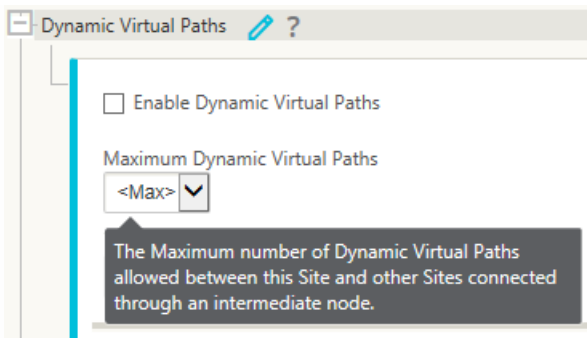 Dynamic Virtual Paths ?
Enable Dynamic Virtual Paths
Maximum Dynamic Virtual Paths
<Max>
The Maximum number of Dynamic Virtual Paths
allowed between this Site and other Sites connected
through an intermediate node.